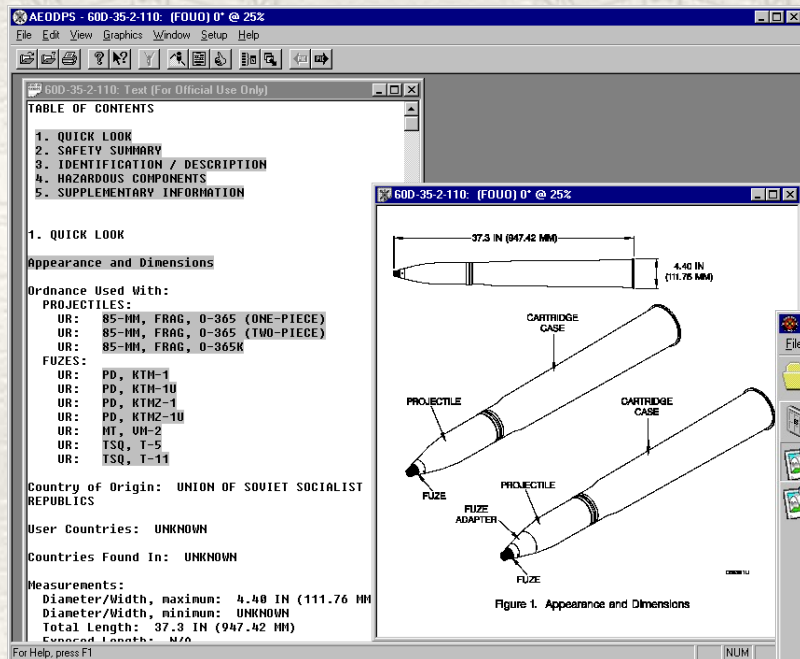 AEODPS - 60D-35-2-110: (FOUO) 0* @ 25%
File Edit View Graphics Window Setup Help
60D-35-2-110: Text (For Official Use Only)
TABLE OF CONTENTS
1. QUICK LOOK
2. SAFETY SUMMARY
3. IDENTIFICATION / DESCRIPTION
4. HAZARDOUS COMPONENTS
5. SUPPLEMENTARY INFORMATION
1. QUICK LOOK
Appearance and Dimensions
Ordnance Used With:
PROJECTILES:
UR: 85-MM, FRAG, O-365 (ONE-PIECE)
UR: 85-MM, FRAG, O-365 (TWO-PIECE)
UR: 85-MM, FRAG, O-365K
FUZES:
UR: PD, KTM-1
UR: PD, KTM-1U
UR: PD, KTMZ-1
UR: PD, KTMZ-1U
UR: MT, VM-2
UR: TSQ, T-5
UR: TSQ, T-11
Country of Origin: UNION OF SOVIET SOCIALIST
REPUBLICS
User Countries: UNKNOWN
Countries Found In: UNKNOWN
Measurements:
Diameter/Width, maximum: 4.40 IN (111.76 MM
Diameter/Width, minimum: UNKNOWN
Total Length: 37.3 IN (947.42 MM)
Exposed Length: N/A
60D-35-2-110: (FOUO) 0* @ 25%
37.3 IN (947.42 MM)
4.40 IN
(111.76 MM)
CARTRIDGE
CASE
PROJECTILE
FUZE
CARTRIDGE
CASE
PROJECTILE
FUZE
ADAPTER
FUZE
Figure 1. Appearance and Dimensions
File
For Help, press F1
NUM